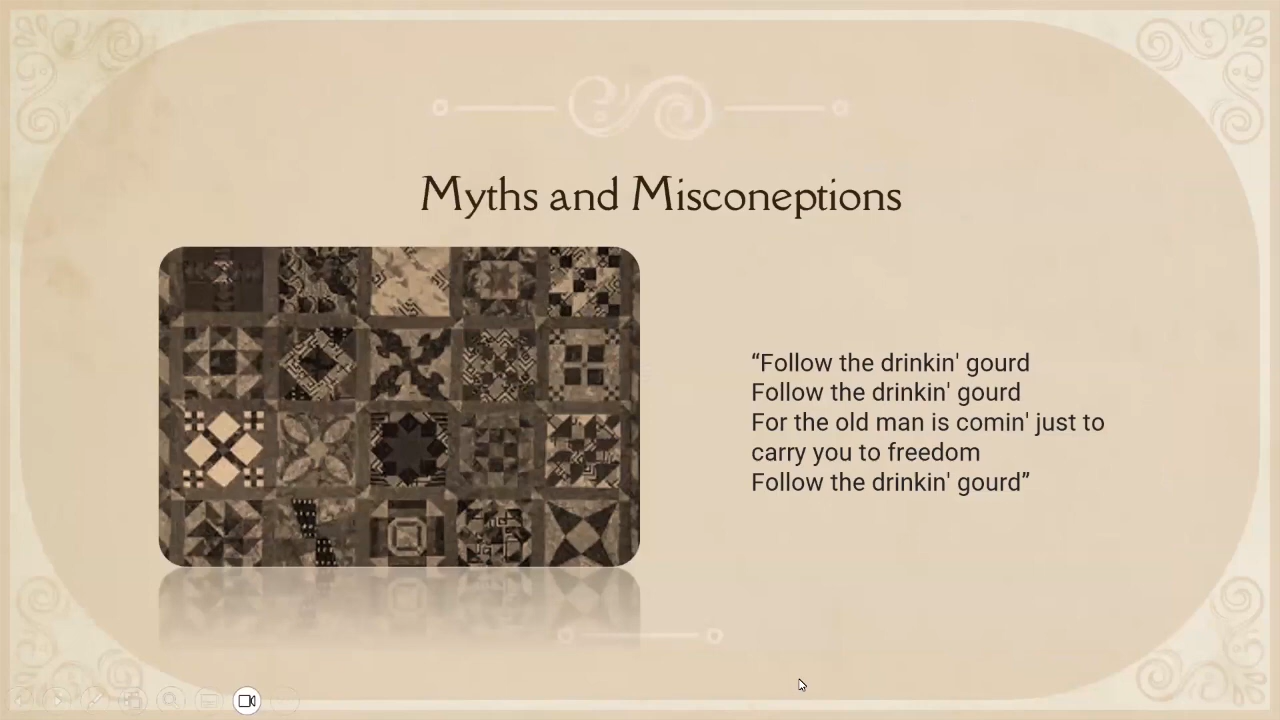 Myths and Misconeptions
“Follow the drinkin' gourd
Follow the drinkin' gourd
For the old man is comin' just to
carry you to freedom
Follow the drinkin' gourd”